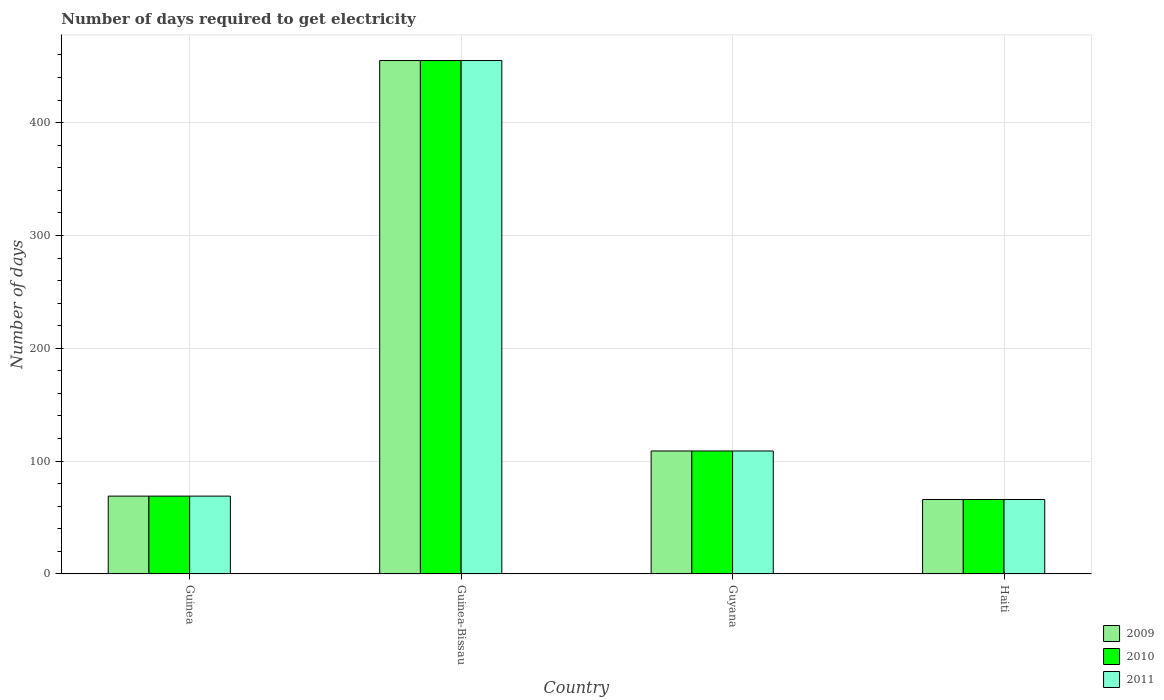 Number of days required to get electricity
Number of days
400
300
200
100
0
Guinea
Guinea-Bissau
Guyana
Haiti
Country
2009
2010
2011